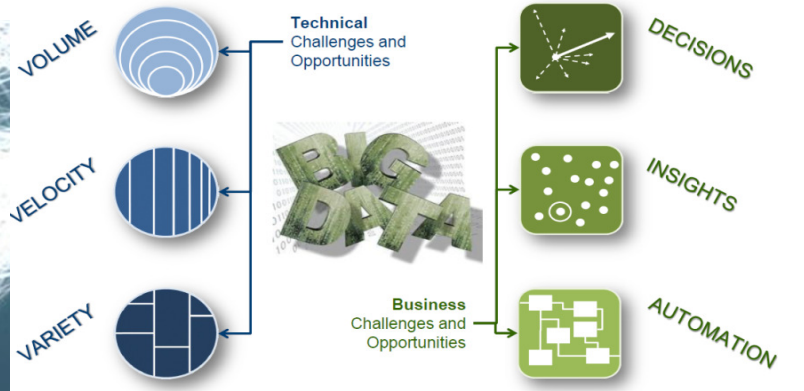 VOLUME
VELOCITY
VARIETY
Technical
Challenges and
Opportunities
BIG
DATA
Business
Challenges and
Opportunities
DECISIONS
INSIGHTS
AUTOMATION